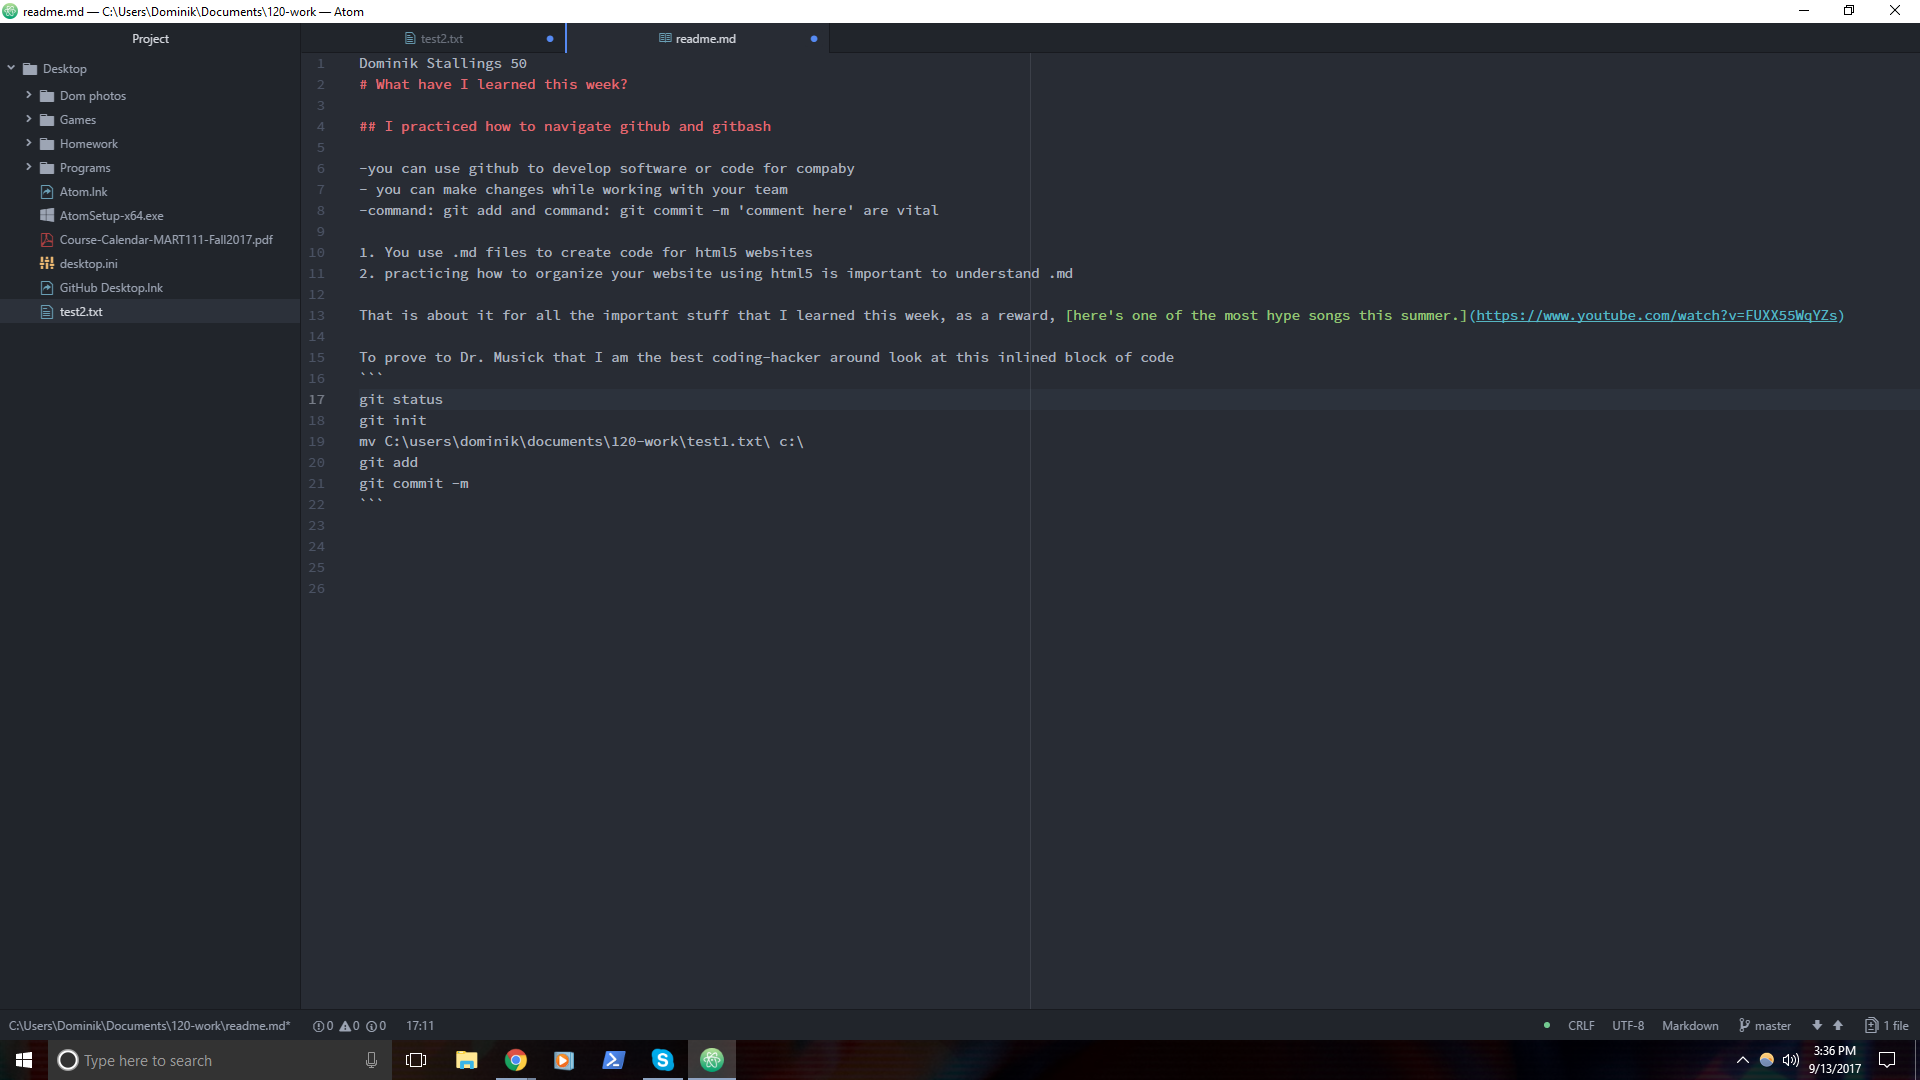 readme.md — C:\Users\Dominik\Documents\120-work — Atom
Project
Desktop
Dom photos
Games
Homework
Programs
Atom.lnk
AtomSetup-x64.exe
Course-Calendar-MART111-Fall2017.pdf
desktop.ini
GitHub Desktop.lnk
test2.txt
test2.txt
readme.md
1 Dominik Stallings 50
2 # What have I learned this week?
3
4 ## I practiced how to navigate github and gitbash
5
6 -you can use github to develop software or code for compaby
7 - you can make changes while working with your team
8 -command: git add and command: git commit -m 'comment here' are vital
9
10 1. You use .md files to create code for html5 websites
11 2. practicing how to organize your website using html5 is important to understand .md
12
13 That is about it for all the important stuff that I learned this week, as a reward, [here's one of the most hype songs this summer.](https://www.youtube.com/watch?v=FUXX55WqYZs)
14
15 To prove to Dr. Musick that I am the best coding-hacker around look at this inlined block of code
16 ```
17 git status
18 git init
19 mv C:\users\dominik\documents\120-work\test1.txt\ c:\
20 git add
21 git commit -m
22 ```
23
24
25
26
C:\Users\Dominik\Documents\120-work\readme.md* 0 0 0 17:11
CRLF UTF-8 Markdown master 1 file
Type here to search
3:36 PM
9/13/2017